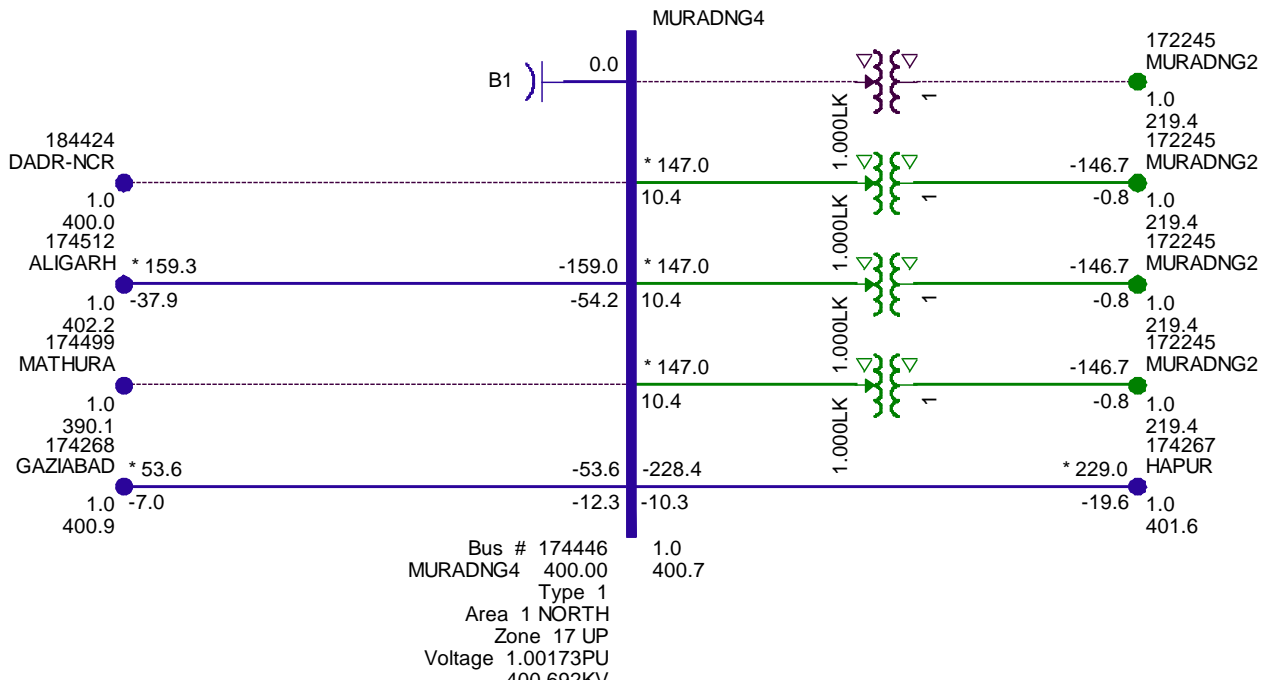 MURADNG4
B1
0.0
172245
MURADNG2
1.0
219.4
1.000LK
1
184424
DADR-NCR
1.0
400.0
* 147.0
10.4
1.000LK
1
-146.7
-0.8
172245
MURADNG2
1.0
219.4
174512
ALIGARH
1.0
402.2
* 159.3
-37.9
-159.0
-54.2
* 147.0
10.4
1.000LK
1
-146.7
-0.8
172245
MURADNG2
1.0
219.4
174499
MATHURA
1.0
390.1
* 147.0
10.4
1.000LK
1
-146.7
-0.8
172245
MURADNG2
1.0
219.4
174268
GAZIABAD
1.0
400.9
* 53.6
-7.0
-53.6
-12.3
-228.4
-10.3
* 229.0
-19.6
174267
HAPUR
1.0
401.6
Bus # 174446
MURADNG4 400.00
Type 1
Area 1 NORTH
Zone 17 UP
Voltage 1.00173PU
400.692KV
1.0
400.7